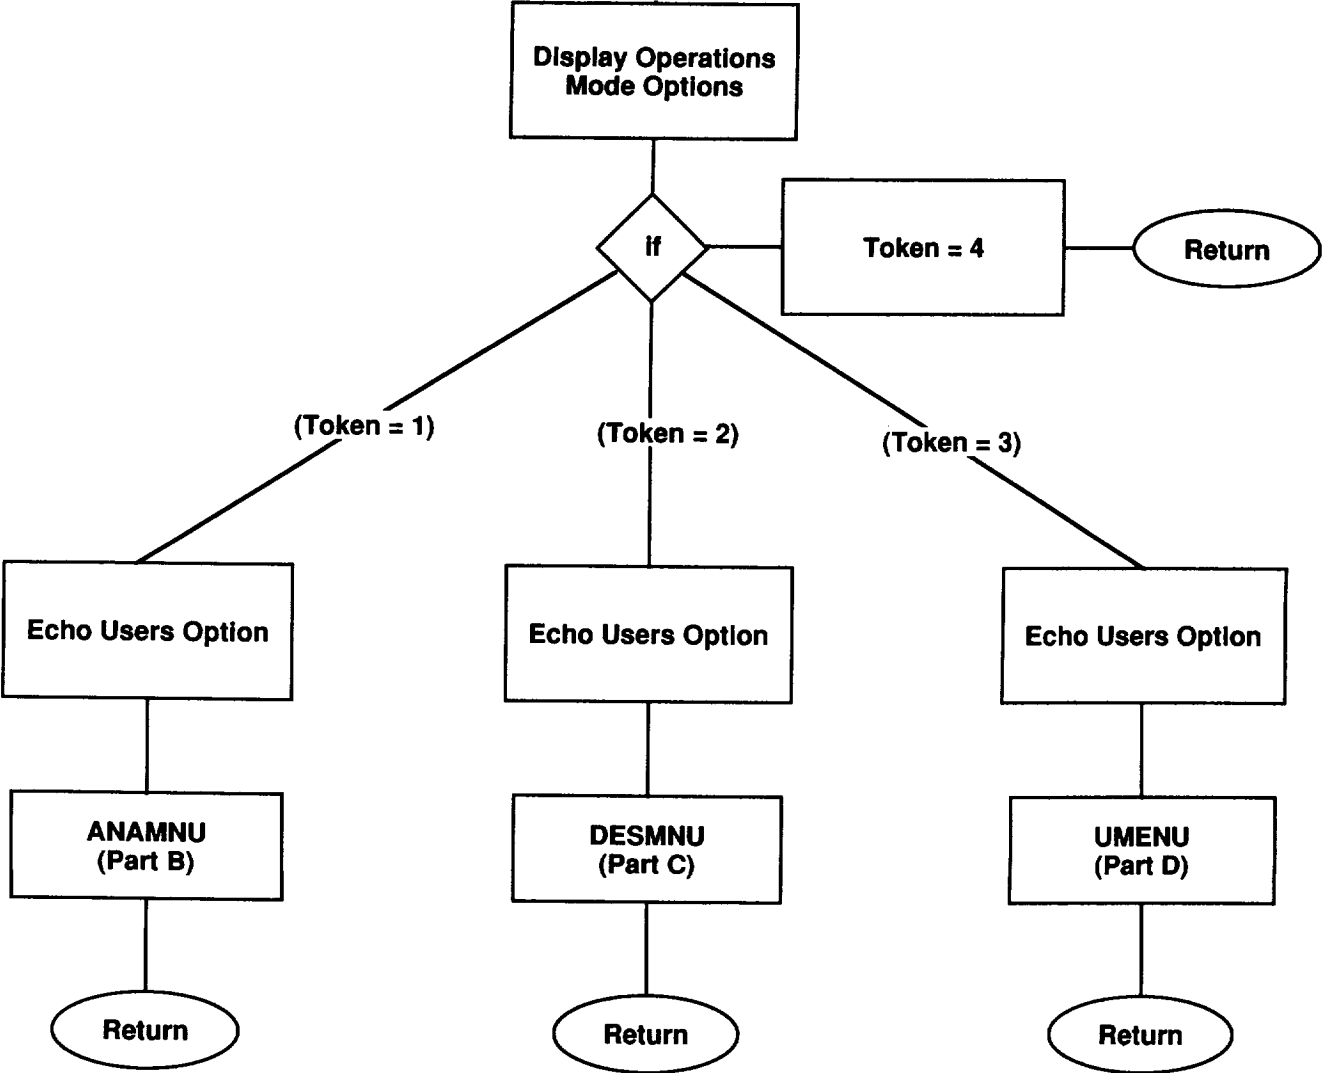 Display Operations
Mode Options
if
Token = 4
Return
(Token = 1)
(Token = 2)
(Token = 3)
Echo Users Option
Echo Users Option
Echo Users Option
ANAMNU
(Part B)
DESMNU
(Part C)
UMENU
(Part D)
Return
Return
Return